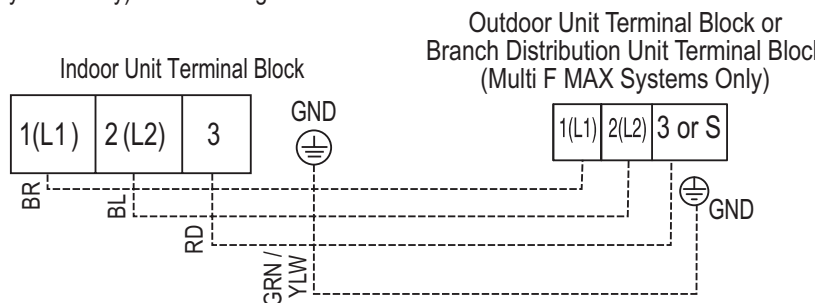 Outdoor Unit Terminal Block or
Branch Distribution Unit Terminal
(Multi F MAX Systems Only)
Indoor Unit Terminal Block
1(L1) 2(L2) 3
GND
1(L1) 2(L2) 3 or S
GND
BR
BL
RD
GRN /
YLW